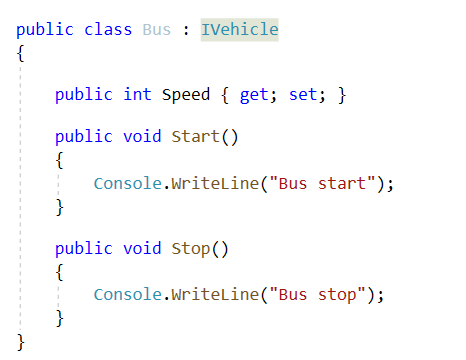 public class Bus : IVehicle
{
public int Speed { get; set; }
public void Start()
{
Console.WriteLine("Bus start");
}
public void Stop()
{
Console.WriteLine("Bus stop");
}
}